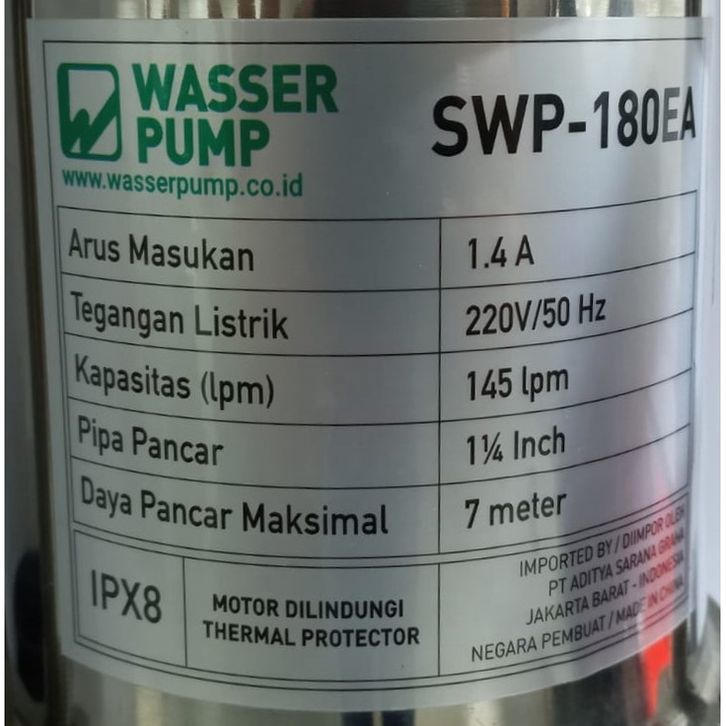 WASSER
PUMP
www.wasserpump.co.id
SWP-180EA
Arus Masukan 1.4 A
Tegangan Listrik 220V/50 Hz
Kapasitas (lpm) 145 lpm
Pipa Pancar 1¼ Inch
Daya Pancar Maksimal 7 meter
IPX8
MOTOR DILINDUNGI
THERMAL PROTECTOR
IMPORTED BY / DIIMPOR OLEH
PT ADITYA SARANA GRAHA
JAKARTA BARAT - INDONESIA
NEGARA PEMBUAT / MADE IN CHINA